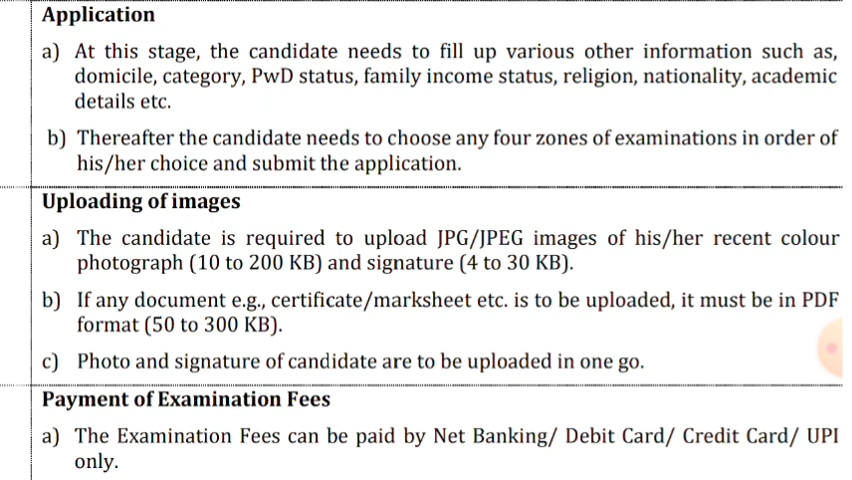 Application
a) At this stage, the candidate needs to fill up various other information such as,
domicile, category, PwD status, family income status, religion, nationality, academic
details etc.
b) Thereafter the candidate needs to choose any four zones of examinations in order of
his/her choice and submit the application.
Uploading of images
a) The candidate is required to upload JPG/JPEG images of his/her recent colour
photograph (10 to 200 KB) and signature (4 to 30 KB).
b) If any document e.g., certificate/marksheet etc. is to be uploaded, it must be in PDF
format (50 to 300 KB).
c) Photo and signature of candidate are to be uploaded in one go.
Payment of Examination Fees
a) The Examination Fees can be paid by Net Banking/ Debit Card/ Credit Card/ UPI
only.